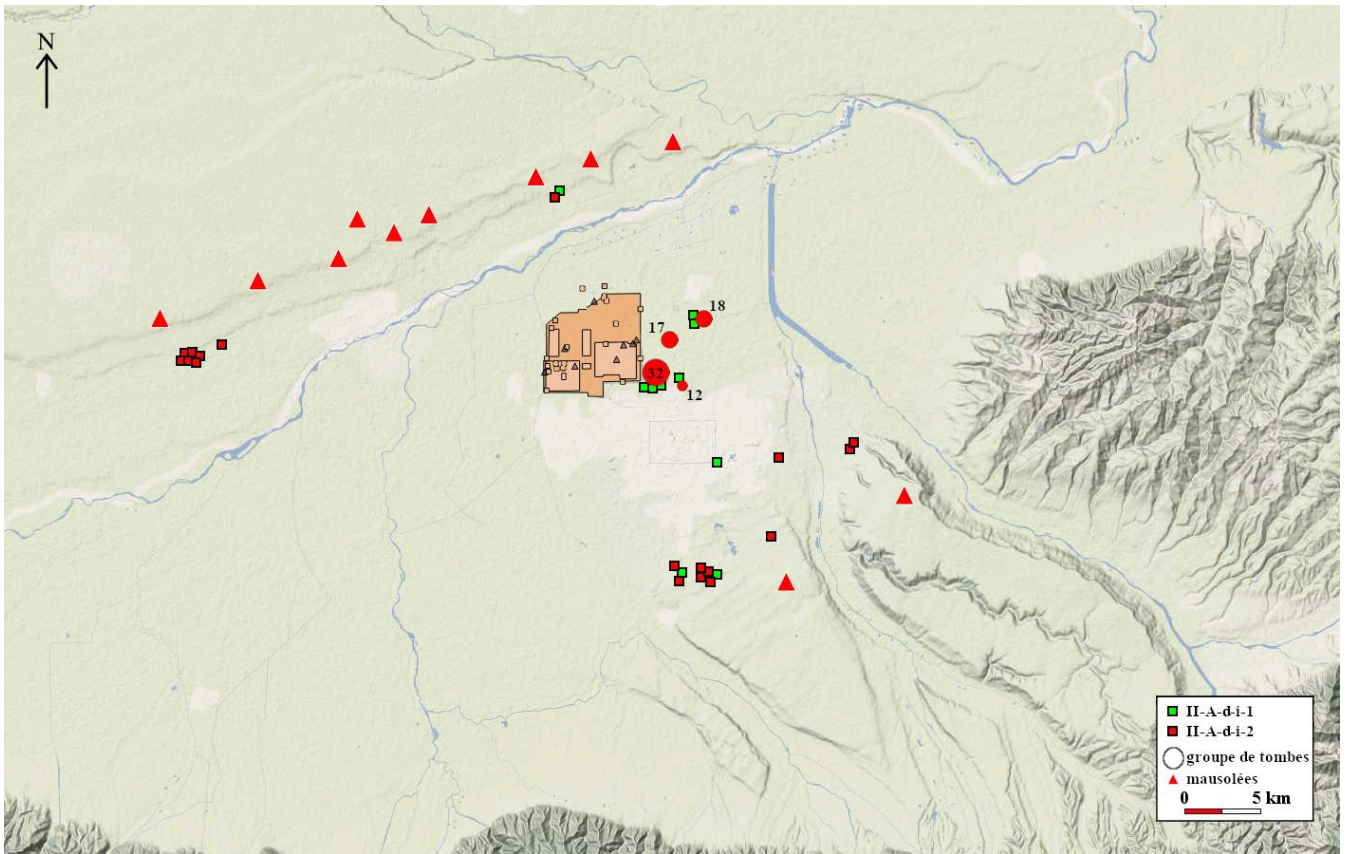 N
18
17
32
12
II-A-d-i-1
II-A-d-i-2
groupe de tombes
mausolées
0 5 km